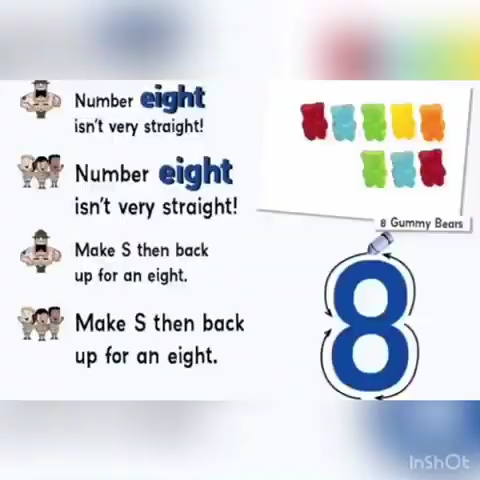 Number eight
isn't very straight!
Number eight
isn't very straight!
Make S then back
up for an eight.
Make S then back
up for an eight.
8 Gummy Bears
8
InShOt